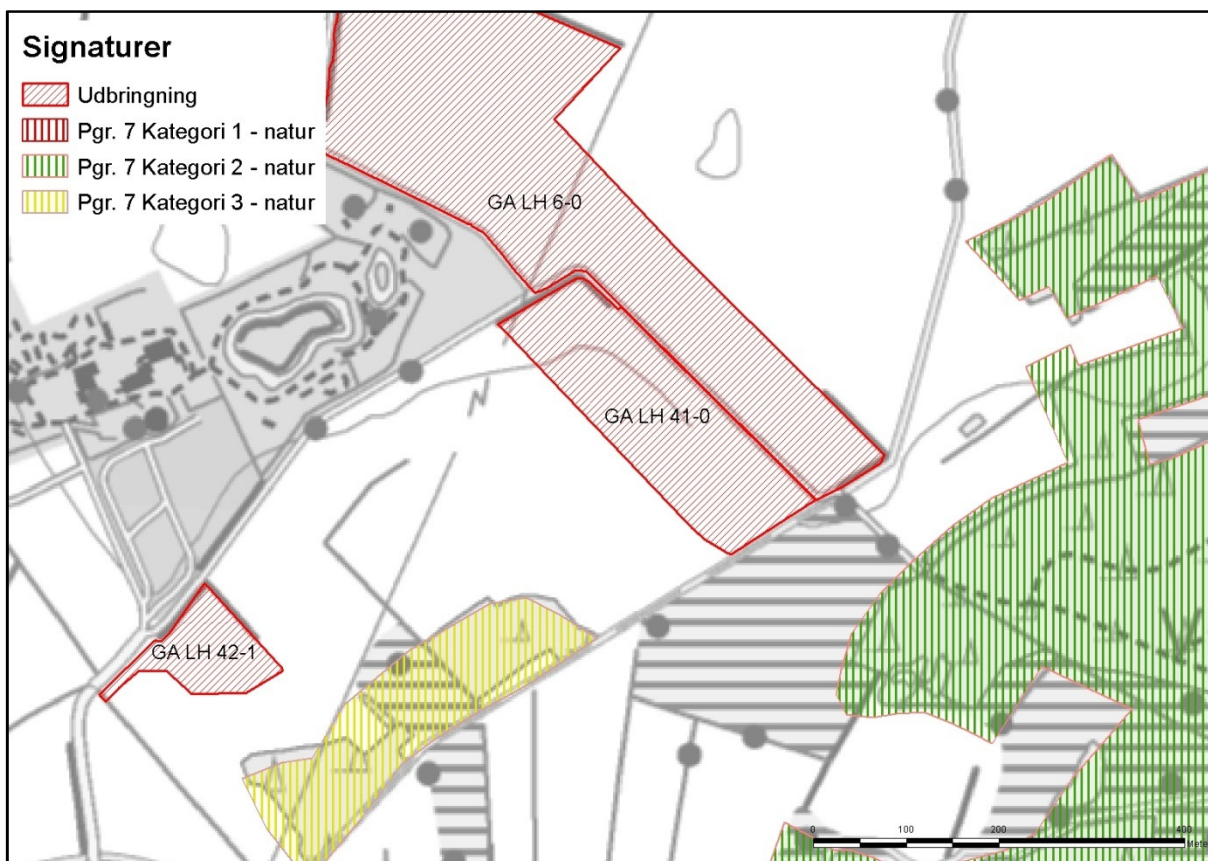 Signaturer
Udbringning
Pgr. 7 Kategori 1 - natur
Pgr. 7 Kategori 2 - natur
Pgr. 7 Kategori 3 - natur
GA LH 6-0
GA LH 41-0
GA LH 42-1
0 100 200 400
Mete